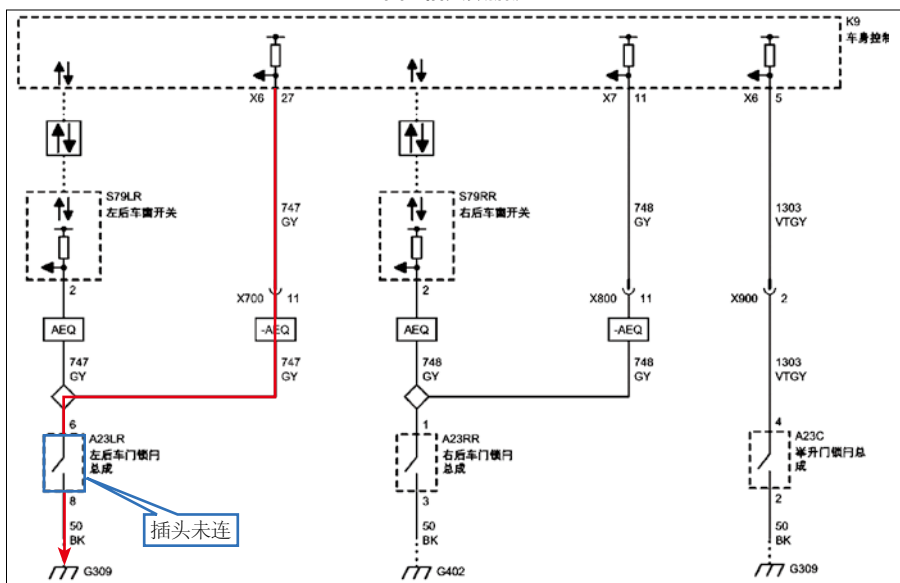 K9
车身控制
X6 27
X7 11
X6 5
S79LR
左后车窗开关
S79RR
右后车窗开关
747
GY
748
GY
1303
VTGY
2
2
X700 11
X800 11
X900 2
AEQ
-AEQ
AEQ
-AEQ
747
GY
747
GY
748
GY
748
GY
1303
VTGY
6
1
4
A23LR
左后车门锁闩
总成
A23RR
右后车门锁闩
总成
A23C
举升门锁闩总
成
8
3
2
插头未连
50
BK
50
BK
50
BK
G309
G402
G309